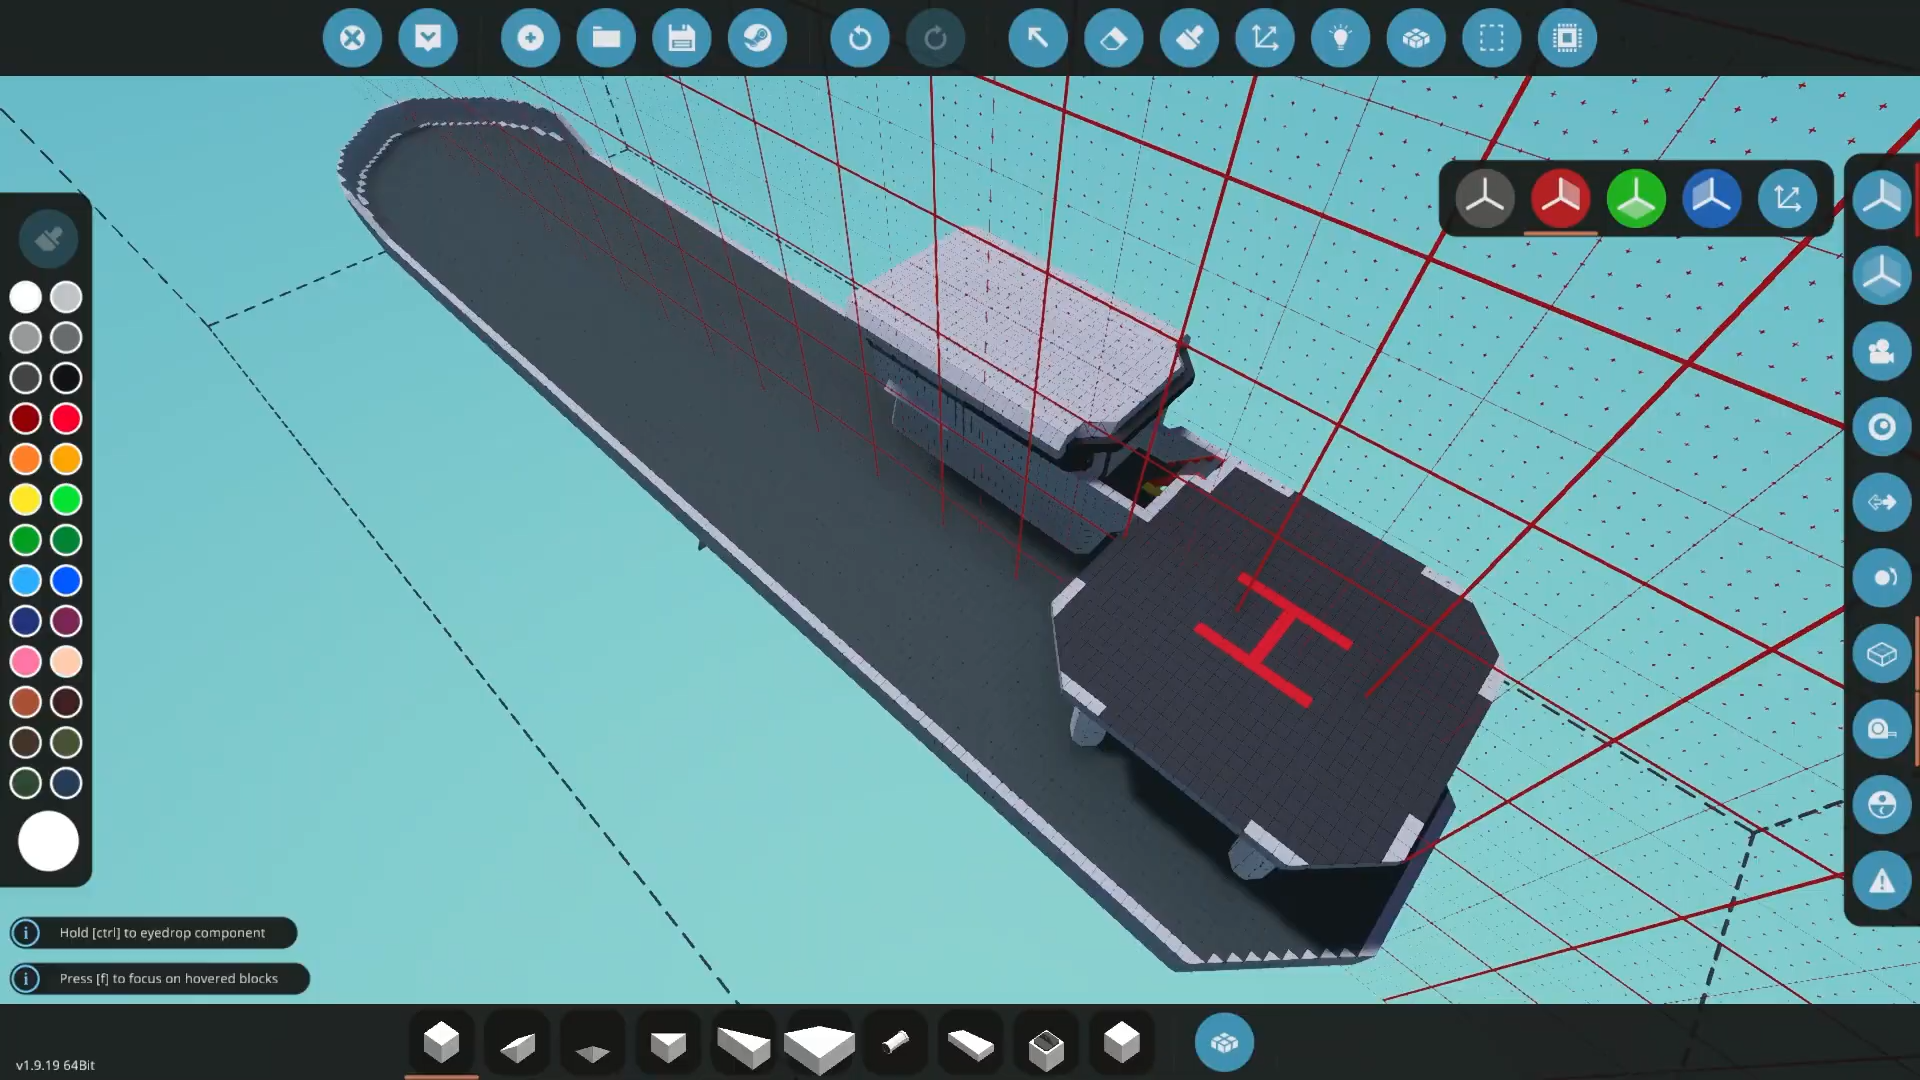 H
Hold [ctrl] to eyedrop component
Press [f] to focus on hovered blocks
v1.9.19 64Bit